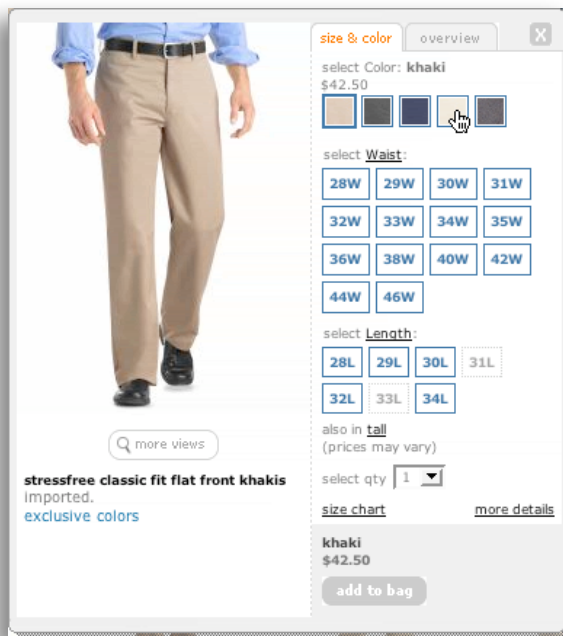 size & color
overview
X
select Color: khaki
$42.50
select Waist:
28W 29W 30W 31W
32W 33W 34W 35W
36W 38W 40W 42W
44W 46W
select Length:
28L 29L 30L 31L
32L 33L 34L
also in tall
(prices may vary)
select qty 1
size chart more details
khaki
$42.50
add to bag
more views
stressfree classic fit flat front khakis
imported.
exclusive colors